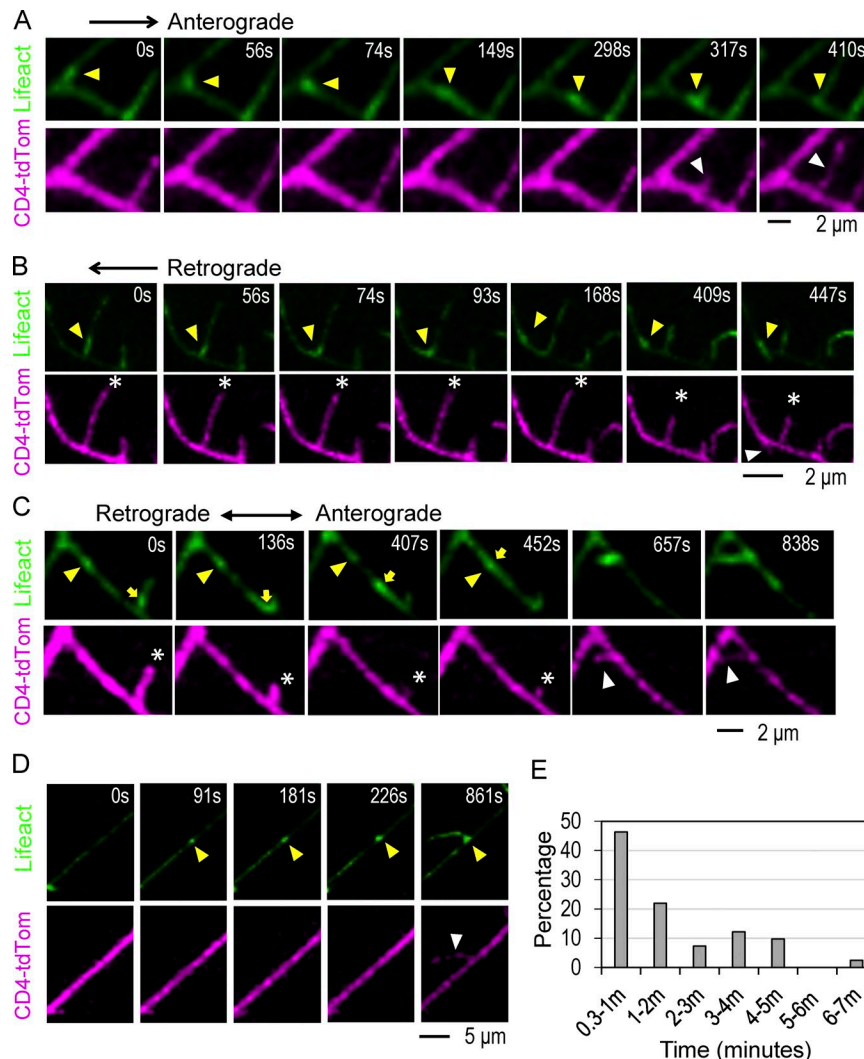 A
Anterograde
Lifeact
0s 56s 74s 149s 298s 317s 410s
CD4-tdTom
2 µm
B
Retrograde
Lifeact
0s 56s 74s 93s 168s 409s 447s
CD4-tdTom
* * * * * * *
2 µm
C
Retrograde Anterograde
Lifeact
0s 136s 407s 452s 657s 838s
CD4-tdTom
* * * *
2 µm
D
Lifeact
0s 91s 181s 226s 861s
CD4-tdTom
5 µm
E
Percentage
50
40
30
20
10
0
0.3-1m 1-2m 2-3m 3-4m 4-5m 5-6m 6-7m
Time (minutes)